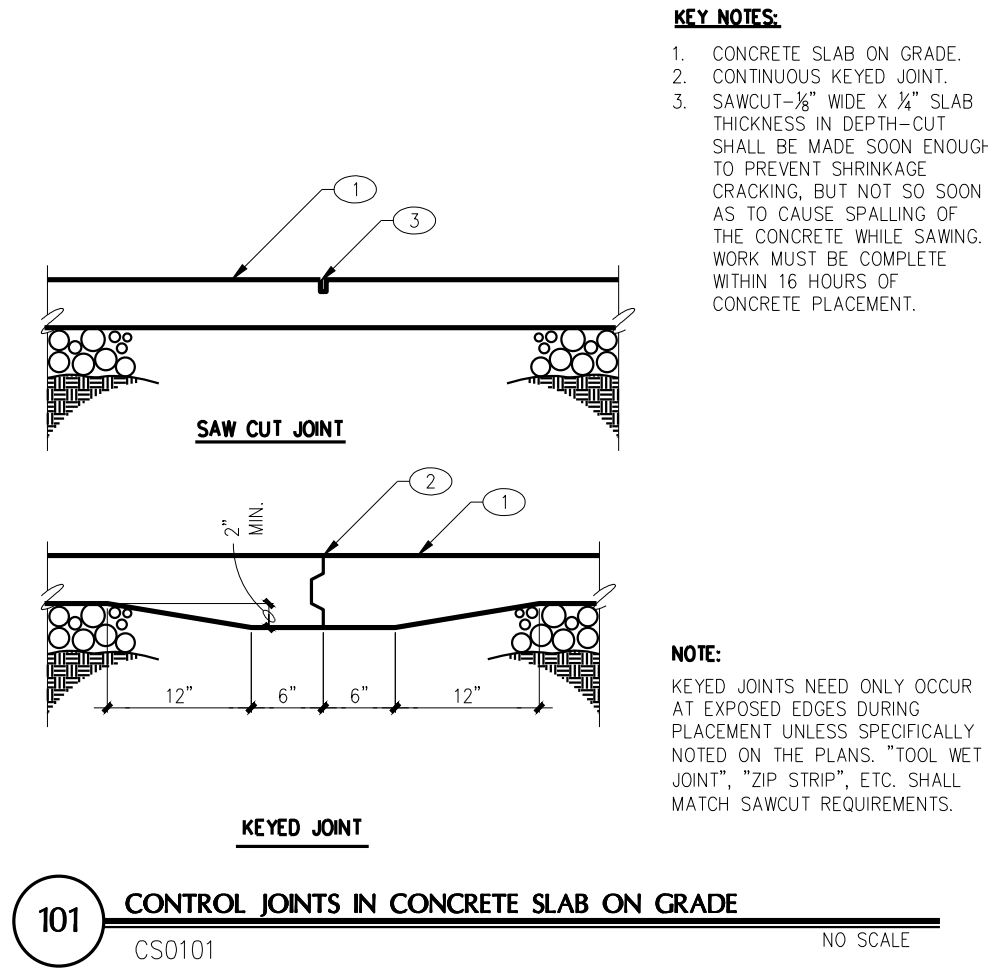 KEY NOTES:
1. CONCRETE SLAB ON GRADE.
2. CONTINUOUS KEYED JOINT.
3. SAWCUT-⅛" WIDE X ¼" SLAB
THICKNESS IN DEPTH-CUT
SHALL BE MADE SOON ENOUGH
TO PREVENT SHRINKAGE
CRACKING, BUT NOT SO SOON
AS TO CAUSE SPALLING OF
THE CONCRETE WHILE SAWING.
WORK MUST BE COMPLETE
WITHIN 16 HOURS OF
CONCRETE PLACEMENT.
1
3
SAW CUT JOINT
2
1
2"
MIN.
12" 6" 6" 12"
KEYED JOINT
NOTE:
KEYED JOINTS NEED ONLY OCCUR
AT EXPOSED EDGES DURING
PLACEMENT UNLESS SPECIFICALLY
NOTED ON THE PLANS. "TOOL WET
JOINT", "ZIP STRIP", ETC. SHALL
MATCH SAWCUT REQUIREMENTS.
101
CONTROL JOINTS IN CONCRETE SLAB ON GRADE
CS0101
NO SCALE